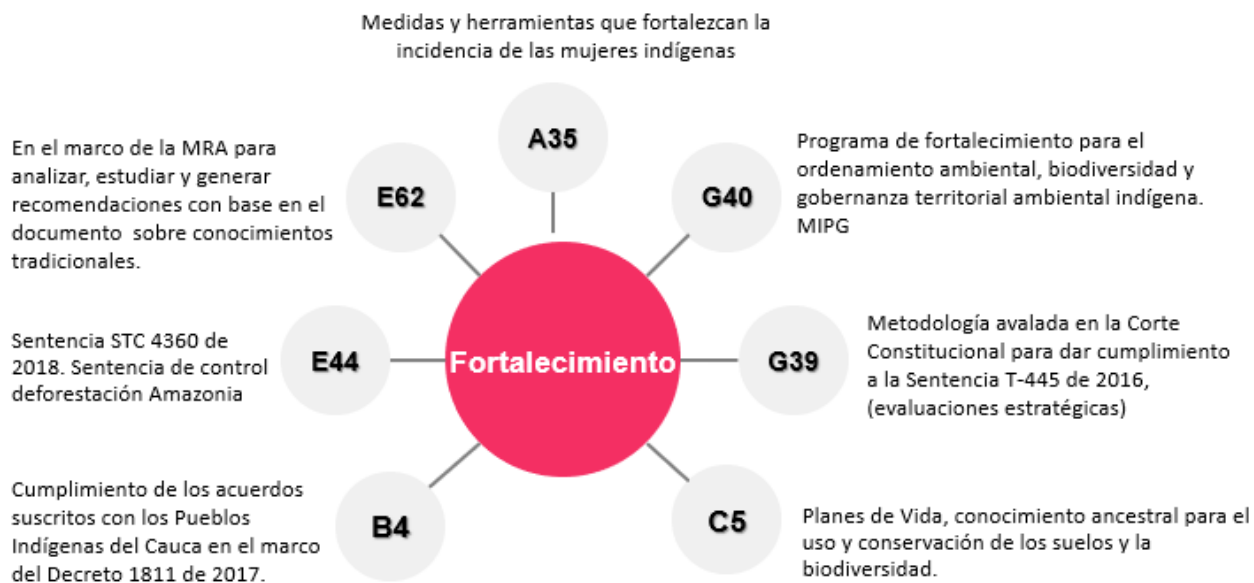 Medidas y herramientas que fortalezcan la
incidencia de las mujeres indígenas
A35
En el marco de la MRA para
analizar, estudiar y generar
recomendaciones con base en el
documento sobre conocimientos
tradicionales.
E62
G40
Programa de fortalecimiento para el
ordenamiento ambiental, biodiversidad y
gobernanza territorial ambiental indígena.
MIPG
Sentencia STC 4360 de
2018. Sentencia de control
deforestación Amazonia
E44
Fortalecimiento
G39
Metodología avalada en la Corte
Constitucional para dar cumplimiento
a la Sentencia T-445 de 2016,
(evaluaciones estratégicas)
Cumplimiento de los acuerdos
suscritos con los Pueblos
Indígenas del Cauca en el marco
del Decreto 1811 de 2017.
B4
C5
Planes de Vida, conocimiento ancestral para el
uso y conservación de los suelos y la
biodiversidad.